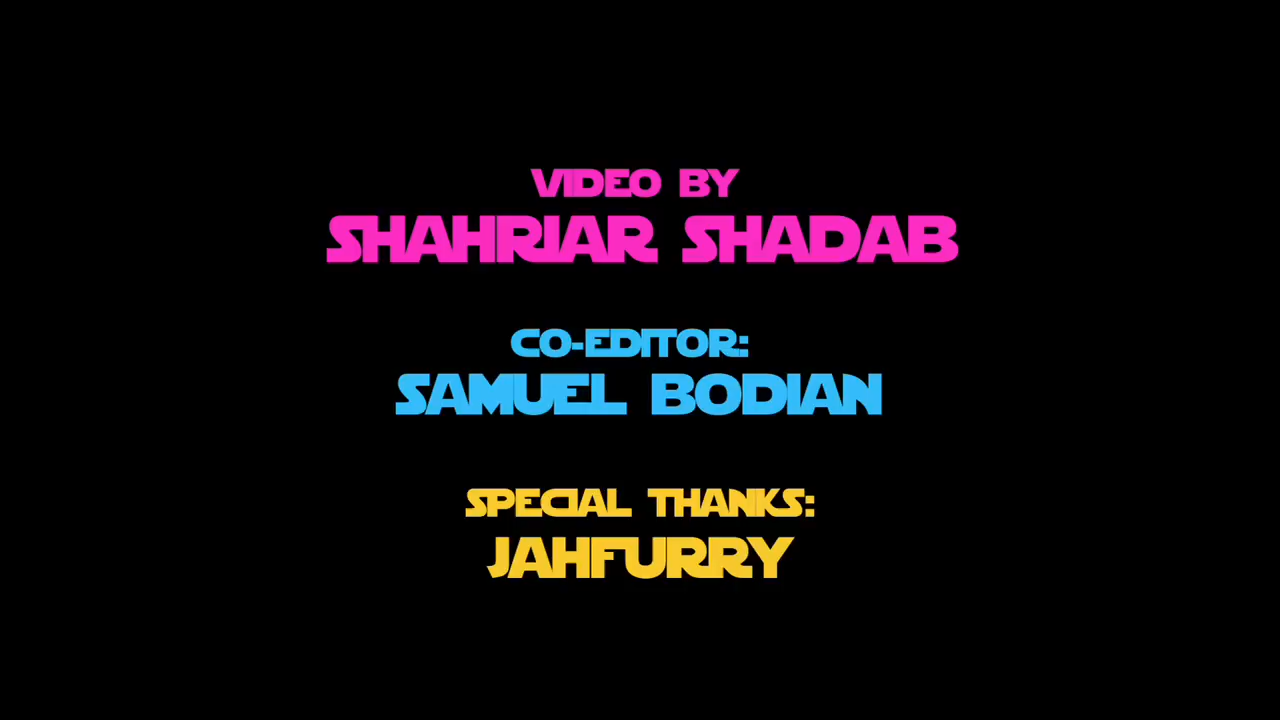 VIDEO BY
SHAHRIAR SHADAB
CO-EDITOR:
SAMUEL BODIAN
SPECIAL THANKS:
JAHFURRY